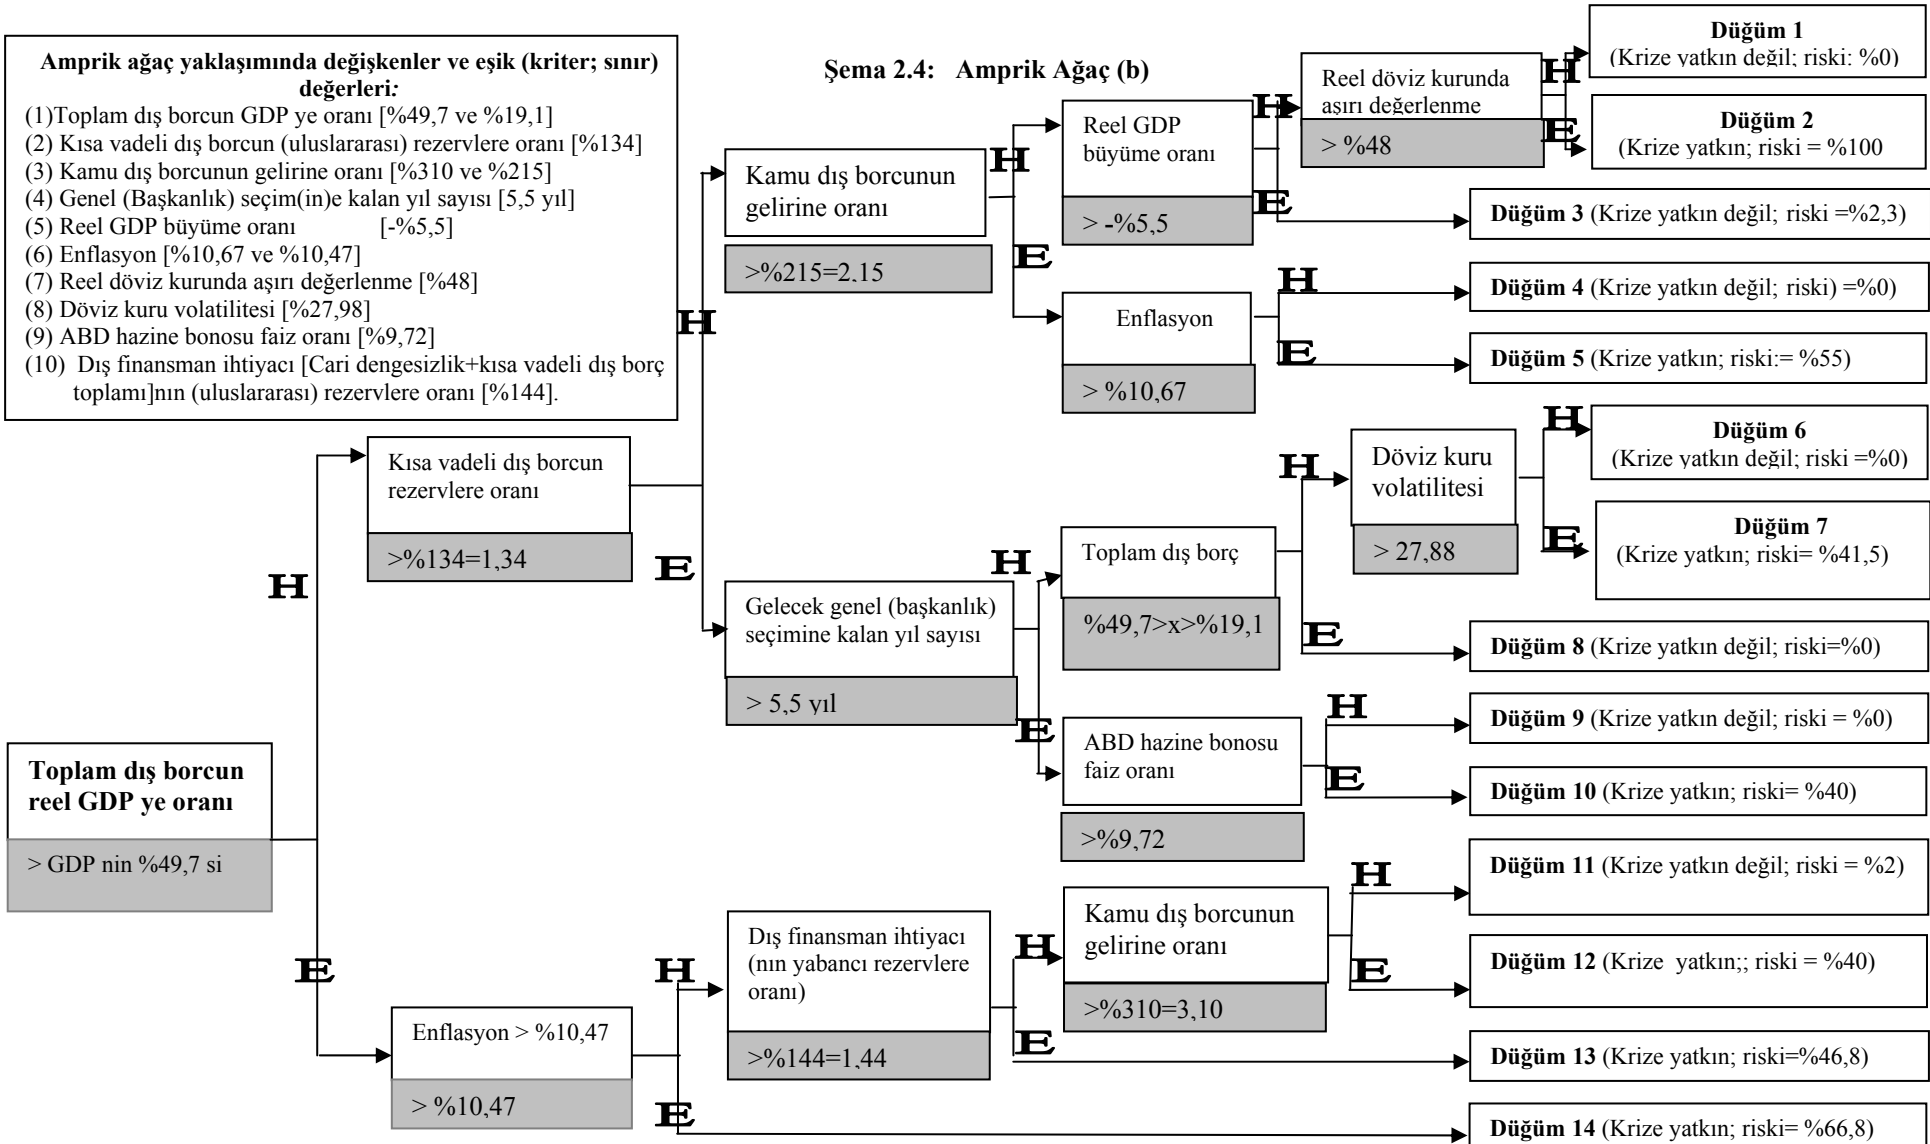 Amprik ağaç yaklaşımında değişkenler ve eşik (kriter; sınır)
değerleri:
(1)Toplam dış borcun GDP ye oranı [%49,7 ve %19,1]
(2) Kısa vadeli dış borcun (uluslararası) rezervlere oranı [%134]
(3) Kamu dış borcunun gelirine oranı [%310 ve %215]
(4) Genel (Başkanlık) seçim(in)e kalan yıl sayısı [5,5 yıl]
(5) Reel GDP büyüme oranı [-%5,5]
(6) Enflasyon [%10,67 ve %10,47]
(7) Reel döviz kurunda aşırı değerlenme [%48]
(8) Döviz kuru volatilitesi [%27,98]
(9) ABD hazine bonosu faiz oranı [%9,72]
(10) Dış finansman ihtiyacı [Cari dengesizlik+kısa vadeli dış borç
toplamı]nın (uluslararası) rezervlere oranı [%144].
Şema 2.4: Amprik Ağaç (b)
Toplam dış borcun
reel GDP ye oranı
> GDP nin %49,7 si
H
E
Kısa vadeli dış borcun
rezervlere oranı
>%134=1,34
H
E
Enflasyon > %10,47
> %10,47
H
E
Kamu dış borcunun
gelirine oranı
>%215=2,15
H
E
Gelecek genel (başkanlık)
seçimine kalan yıl sayısı
> 5,5 yıl
H
E
Dış finansman ihtiyacı
(nın yabancı rezervlere
oranı)
>%144=1,44
H
E
Reel GDP
büyüme oranı
> -%5,5
H
E
Enflasyon
> %10,67
H
E
Toplam dış borç
%49,7>x>%19,1
H
E
ABD hazine bonosu
faiz oranı
>%9,72
H
E
Kamu dış borcunun
gelirine oranı
>%310=3,10
H
E
Reel döviz kurunda
aşırı değerlenme
> %48
H
E
Döviz kuru
volatilitesi
> 27,88
H
E
Düğüm 1
(Krize yatkın değil; riski: %0)
Düğüm 2
(Krize yatkın; riski = %100
Düğüm 3 (Krize yatkın değil; riski =%2,3)
Düğüm 4 (Krize yatkın değil; riski) =%0)
Düğüm 5 (Krize yatkın; riski:= %55)
Düğüm 6
(Krize yatkın değil; riski =%0)
Düğüm 7
(Krize yatkın; riski= %41,5)
Düğüm 8 (Krize yatkın değil; riski=%0)
Düğüm 9 (Krize yatkın değil; riski = %0)
Düğüm 10 (Krize yatkın; riski= %40)
Düğüm 11 (Krize yatkın değil; riski = %2)
Düğüm 12 (Krize yatkın;; riski = %40)
Düğüm 13 (Krize yatkın; riski=%46,8)
Düğüm 14 (Krize yatkın; riski= %66,8)